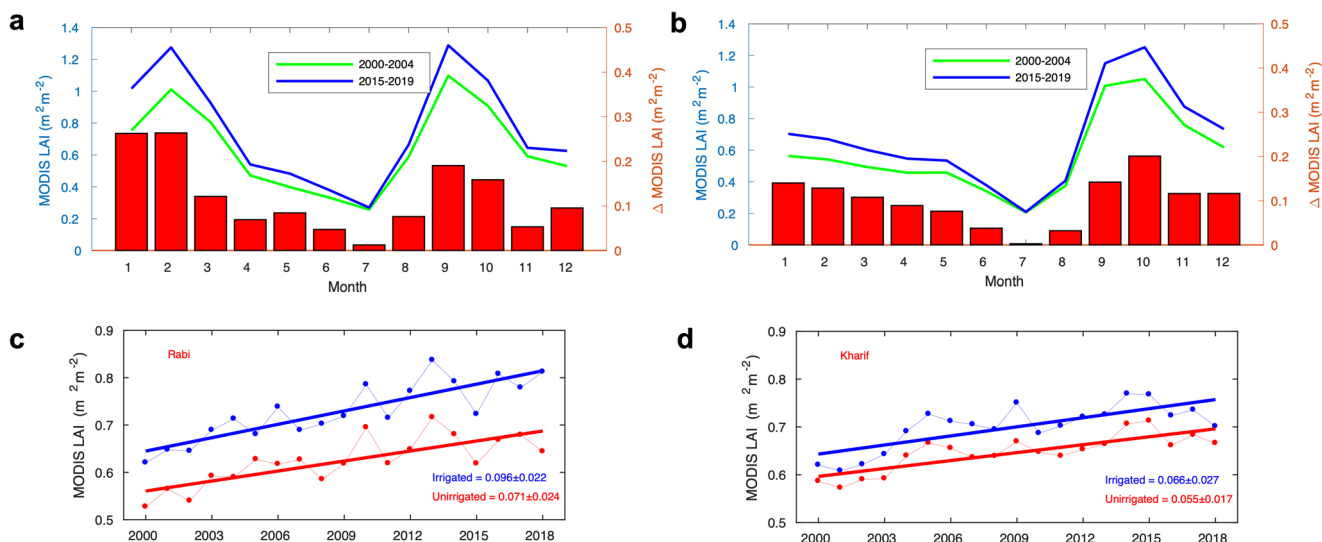 a
MODIS LAI (m 2 m-2)
1.4
1.2
1
0.8
0.6
0.4
0.2
0
2000-2004
2015-2019
0.5
0.4
0.3
0.2
0.1
0
Δ MODIS LAI (m2 m-2)
1 2 3 4 5 6 7 8 9 10 11 12
Month
b
MODIS LAI (m 2 m-2)
1.4
1.2
1
0.8
0.6
0.4
0.2
0
2000-2004
2015-2019
0.5
0.4
0.3
0.2
0.1
0
Δ MODIS LAI (m2 m-2)
1 2 3 4 5 6 7 8 9 10 11 12
Month
c
MODIS LAI (m 2 m-2)
0.9
0.8
0.7
0.6
0.5
Rabi
Irrigated = 0.096±0.022
Unirrigated = 0.071±0.024
2000 2003 2006 2009 2012 2015 2018
d
MODIS LAI (m 2 m-2)
0.9
0.8
0.7
0.6
0.5
Kharif
Irrigated = 0.066±0.027
Unirrigated = 0.055±0.017
2000 2003 2006 2009 2012 2015 2018